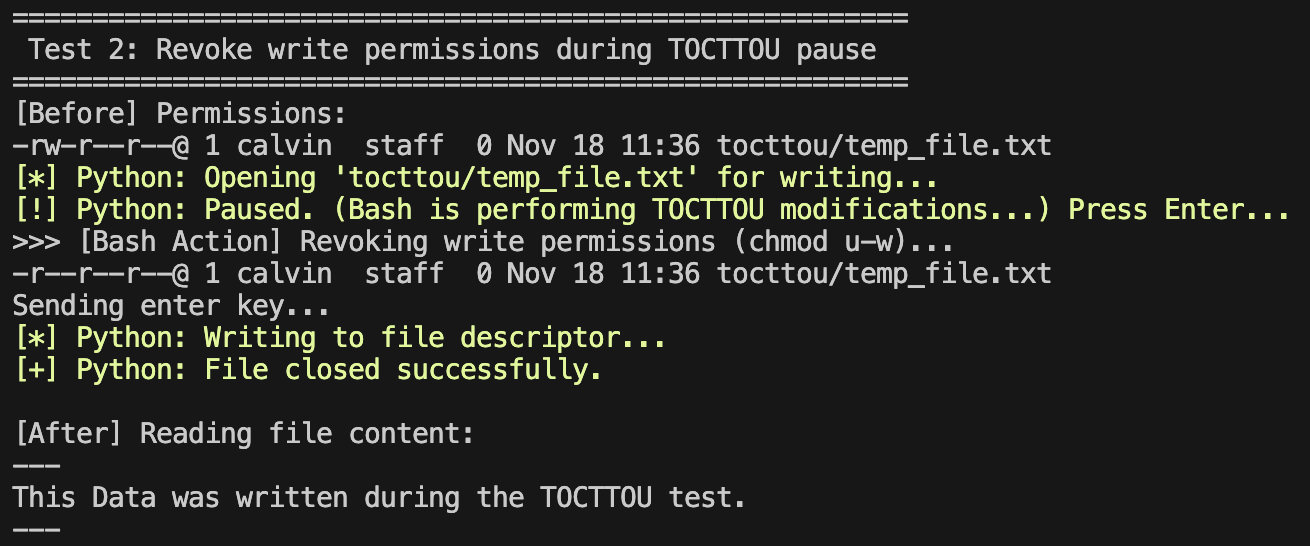 ========================================================
Test 2: Revoke write permissions during TOCTTOU pause
========================================================
[Before] Permissions:
-rw-r--r--@ 1 calvin  staff  0 Nov 18 11:36 tocttou/temp_file.txt
[*] Python: Opening 'tocttou/temp_file.txt' for writing...
[!] Python: Paused. (Bash is performing TOCTTOU modifications...) Press Enter...
>>> [Bash Action] Revoking write permissions (chmod u-w)...
-r--r--r--@ 1 calvin  staff  0 Nov 18 11:36 tocttou/temp_file.txt
Sending enter key...
[*] Python: Writing to file descriptor...
[+] Python: File closed successfully.
[After] Reading file content:
---
This Data was written during the TOCTTOU test.
---